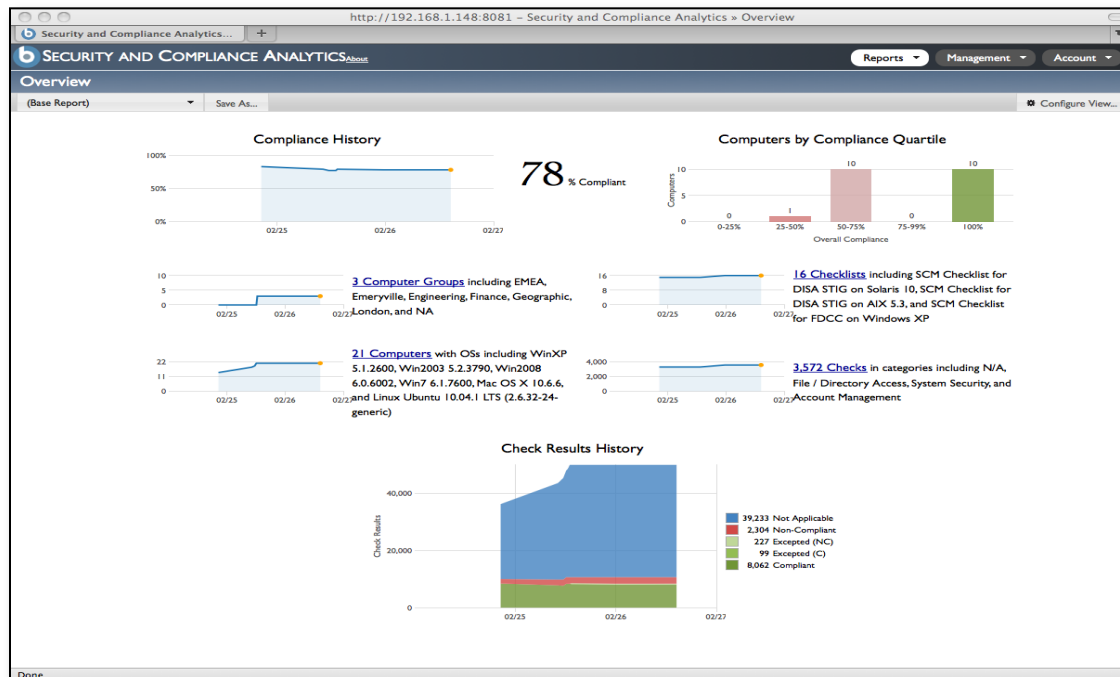 http://192.168.1.148:8081 – Security and Compliance Analytics » Overview
Security and Compliance Analytics... +
b SECURITY AND COMPLIANCE ANALYTICS About
Reports Management Account
Overview
(Base Report) Save As... Configure View...
Compliance History
100%
50%
0%
02/25 02/26 02/27
78 % Compliant
Computers by Compliance Quartile
Computers
10
5
0
0 1 10 0 10
0-25% 25-50% 50-75% 75-99% 100%
Overall Compliance
10
5
0
02/25 02/26 02/27
3 Computer Groups including EMEA,
Emeryville, Engineering, Finance, Geographic,
London, and NA
16
8
0
02/25 02/26 02/27
16 Checklists including SCM Checklist for
DISA STIG on Solaris 10, SCM Checklist for
DISA STIG on AIX 5.3, and SCM Checklist
for FDCC on Windows XP
22
11
0
02/25 02/26 02/27
21 Computers with OSs including WinXP
5.1.2600, Win2003 5.2.3790, Win2008
6.0.6002, Win7 6.1.7600, Mac OS X 10.6.6,
and Linux Ubuntu 10.04.1 LTS (2.6.32-24-
generic)
4,000
2,000
0
02/25 02/26 02/27
3,572 Checks in categories including N/A,
File / Directory Access, System Security, and
Account Management
Check Results History
Check Results
40,000
20,000
0
02/25 02/26 02/27
39,233 Not Applicable
2,304 Non-Compliant
227 Excepted (NC)
99 Excepted (C)
8,062 Compliant
Done